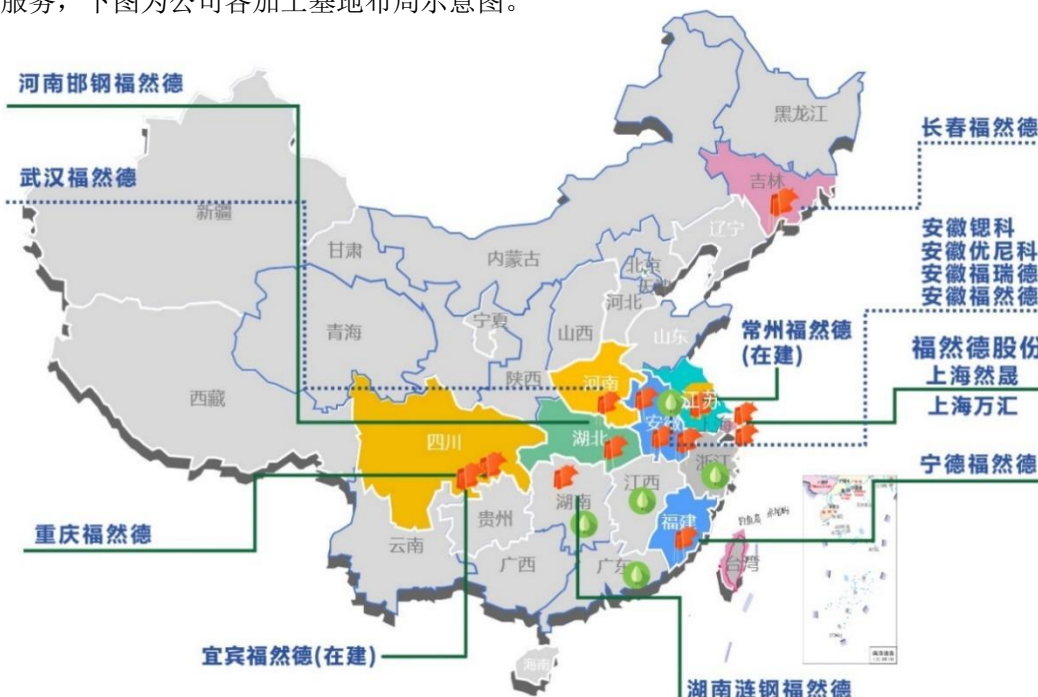 服务，下图为公司各加工基地布局示意图。
河南邯钢福然德
黑龙江
长春福然德
武汉福然德
吉林
新疆
辽宁
安徽锶科
安徽优尼科
安徽福瑞德
安徽福然德
甘肃
内蒙古
北京
河北
宁夏
山西
山东
青海
常州福然德
(在建)
福然德股份
上海然晟
上海万汇
陕西
河南
江苏
西藏
四川
湖北
安徽
浙江
宁德福然德
江西
湖南
福建
钓鱼岛
赤尾屿
重庆福然德
贵州
云南
广西
广东
台湾
宜宾福然德(在建)
海南
南海诸岛
湖南涟钢福然德